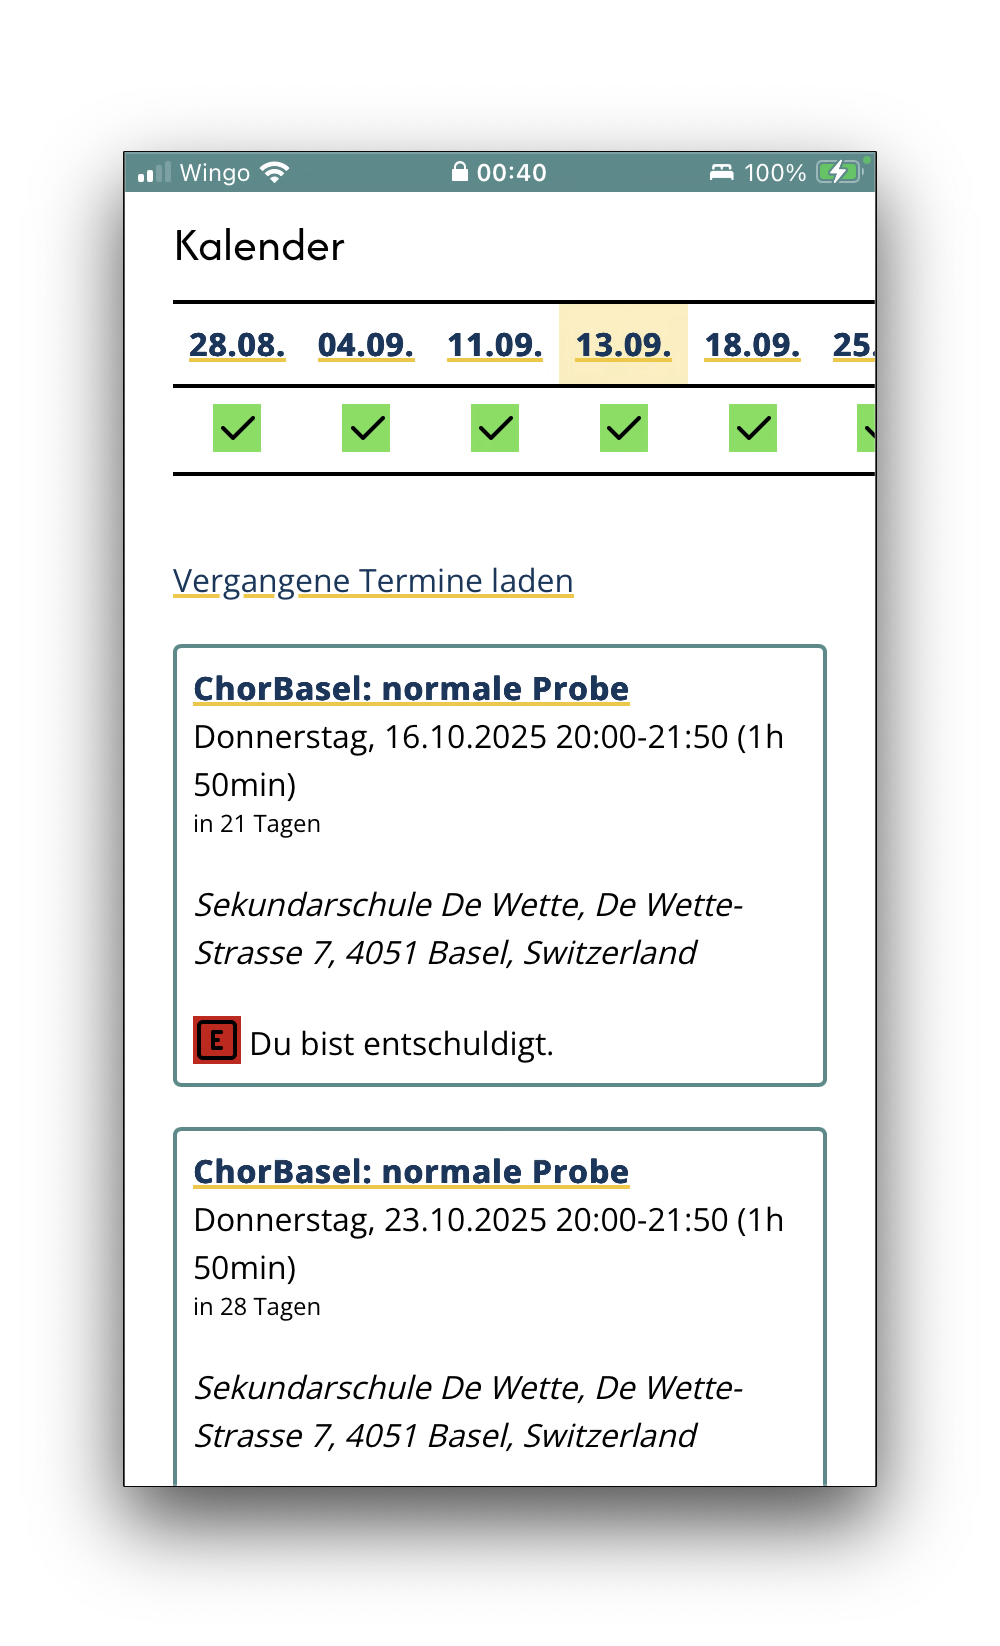 Wingo 00:40 100%
Kalender
28.08. 04.09. 11.09. 13.09. 18.09. 25.
Vergangene Termine laden
ChorBasel: normale Probe
Donnerstag, 16.10.2025 20:00-21:50 (1h
50min)
in 21 Tagen
Sekundarschule De Wette, De Wette-
Strasse 7, 4051 Basel, Switzerland
E Du bist entschuldigt.
ChorBasel: normale Probe
Donnerstag, 23.10.2025 20:00-21:50 (1h
50min)
in 28 Tagen
Sekundarschule De Wette, De Wette-
Strasse 7, 4051 Basel, Switzerland